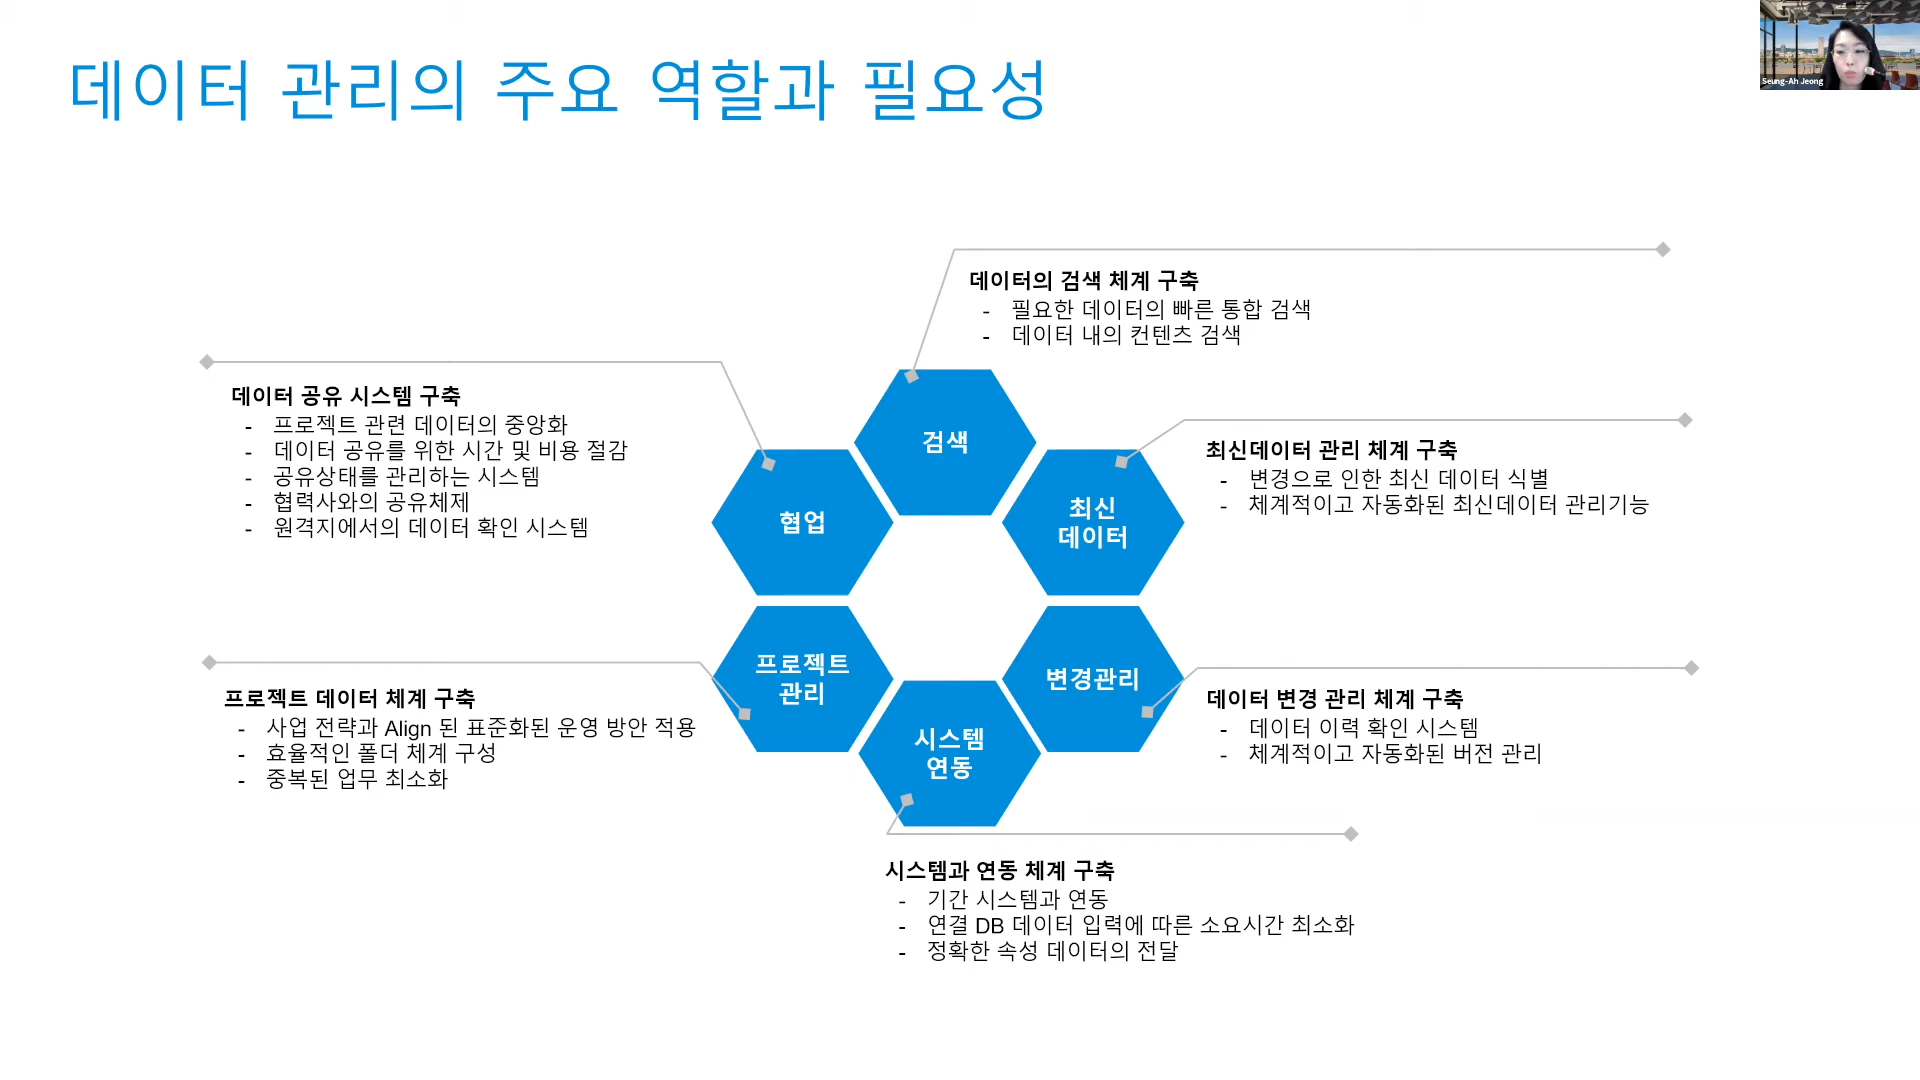 데이터 관리의 주요 역할과 필요성
Seung-Ah Jeong
데이터의 검색 체계 구축
- 필요한 데이터의 빠른 통합 검색
- 데이터 내의 컨텐츠 검색
데이터 공유 시스템 구축
- 프로젝트 관련 데이터의 중앙화
- 데이터 공유를 위한 시간 및 비용 절감
- 공유상태를 관리하는 시스템
- 협력사와의 공유체제
- 원격지에서의 데이터 확인 시스템
검색
협업
최신
데이터
최신데이터 관리 체계 구축
- 변경으로 인한 최신 데이터 식별
- 체계적이고 자동화된 최신데이터 관리기능
프로젝트 데이터 체계 구축
- 사업 전략과 Align 된 표준화된 운영 방안 적용
- 효율적인 폴더 체계 구성
- 중복된 업무 최소화
프로젝트
관리
시스템
연동
변경관리
데이터 변경 관리 체계 구축
- 데이터 이력 확인 시스템
- 체계적이고 자동화된 버전 관리
시스템과 연동 체계 구축
- 기간 시스템과 연동
- 연결 DB 데이터 입력에 따른 소요시간 최소화
- 정확한 속성 데이터의 전달